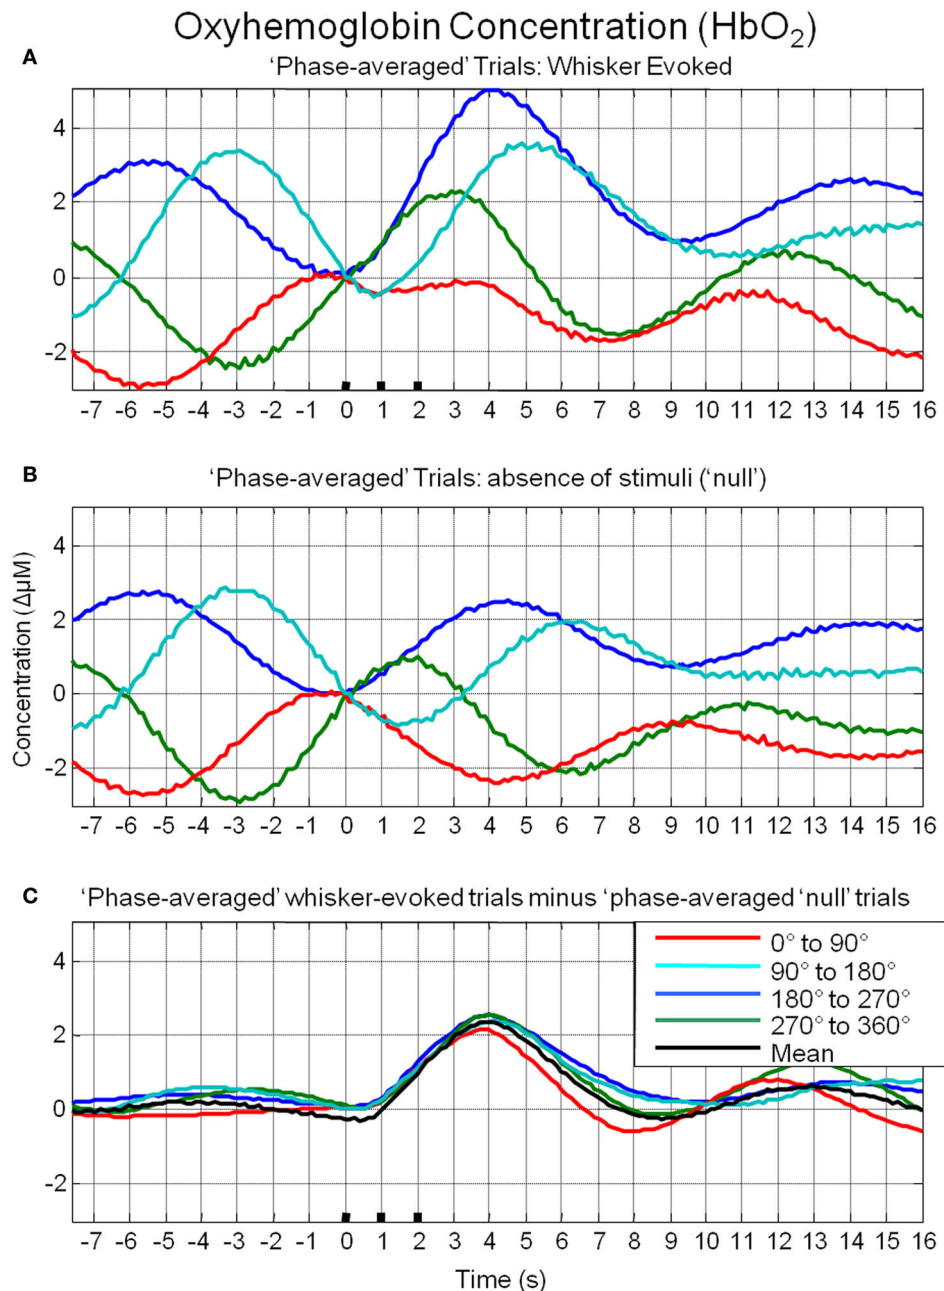 Oxyhemoglobin Concentration (HbO₂)
A
'Phase-averaged' Trials: Whisker Evoked
4
2
0
-2
-7 -6 -5 -4 -3 -2 -1 0 1 2 3 4 5 6 7 8 9 10 11 12 13 14 15 16
B
'Phase-averaged' Trials: absence of stimuli ('null')
Concentration (ΔµM)
4
2
0
-2
-7 -6 -5 -4 -3 -2 -1 0 1 2 3 4 5 6 7 8 9 10 11 12 13 14 15 16
C
'Phase-averaged' whisker-evoked trials minus 'phase-averaged 'null' trials
0° to 90°
90° to 180°
180° to 270°
270° to 360°
Mean
4
2
0
-2
-7 -6 -5 -4 -3 -2 -1 0 1 2 3 4 5 6 7 8 9 10 11 12 13 14 15 16
Time (s)